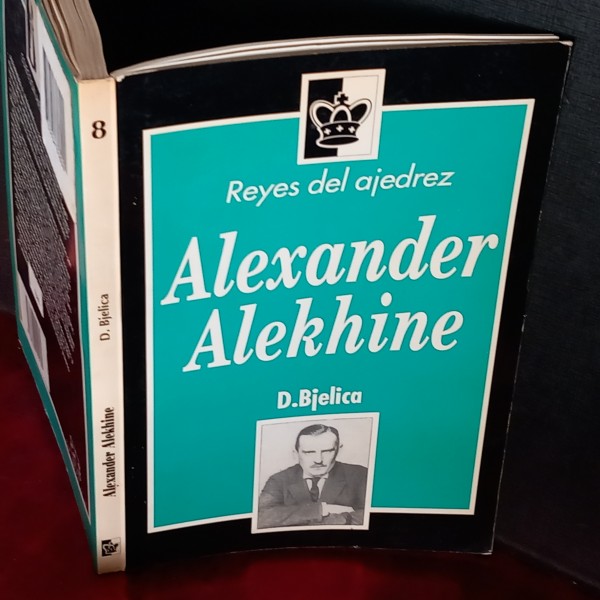 8
D. Bjelica
Alexander Alekhine
Reyes del ajedrez
Alexander
Alekhine
D.Bjelica